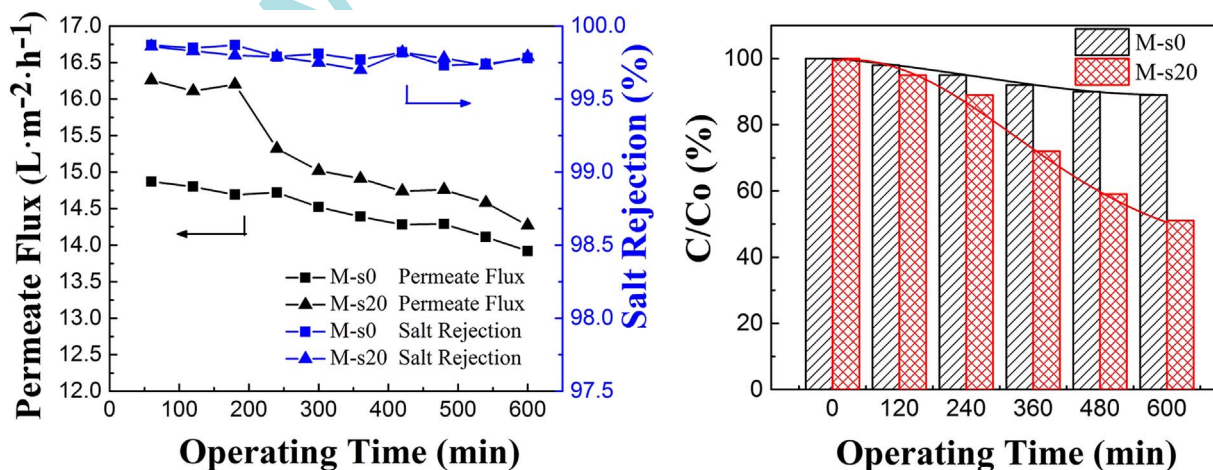 Permeate Flux (L·m⁻²·h⁻¹)
17.0
16.5
16.0
15.5
15.0
14.5
14.0
13.5
13.0
12.5
12.0
M-s0 Permeate Flux
M-s20 Permeate Flux
M-s0 Salt Rejection
M-s20 Salt Rejection
100.0
99.5
99.0
98.5
98.0
97.5
Salt Rejection (%)
0 100 200 300 400 500 600
Operating Time (min)
C/Co (%)
100
80
60
40
20
0
M-s0
M-s20
0 120 240 360 480 600
Operating Time (min)